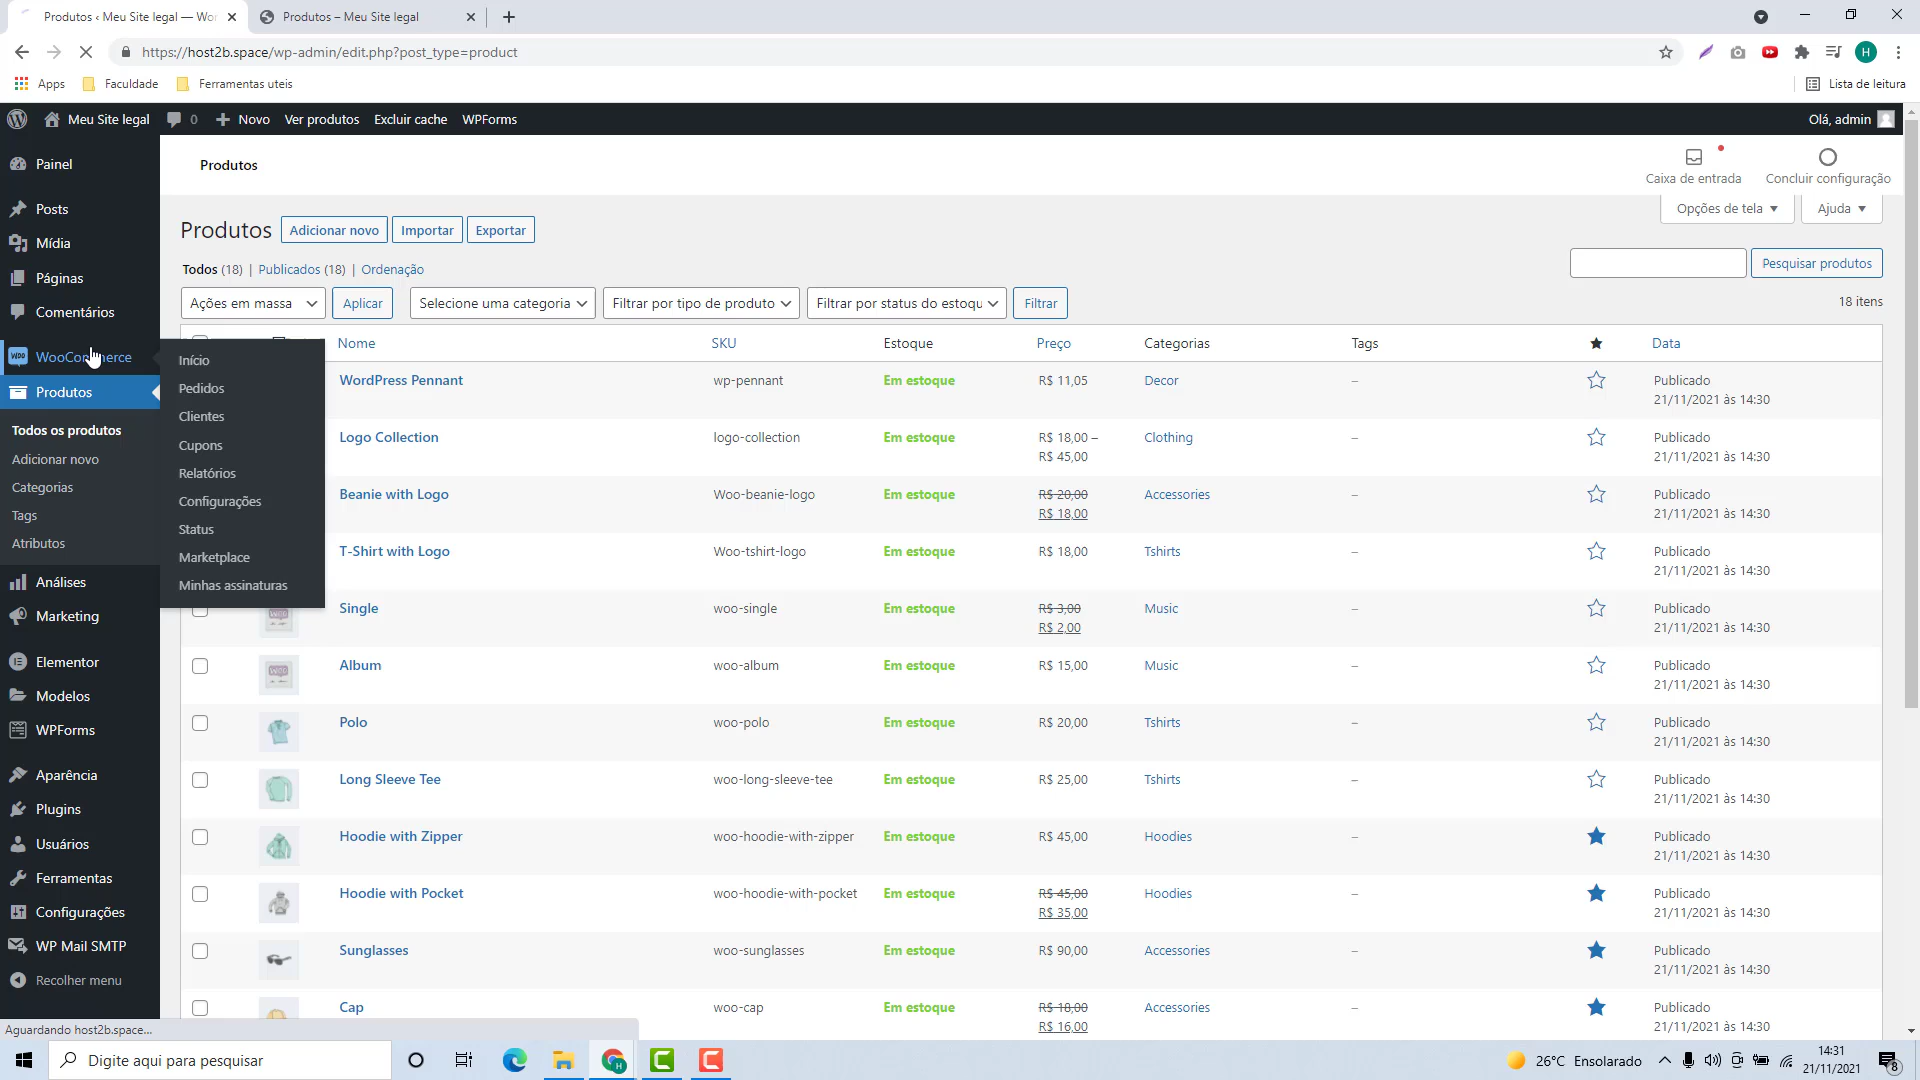 Produtos ‹ Meu Site legal — Wor
Produtos – Meu Site legal
https://host2b.space/wp-admin/edit.php?post_type=product
H
Apps
Faculdade
Ferramentas uteis
Lista de leitura
Meu Site legal
0
Novo
Ver produtos
Excluir cache
WPForms
Olá, admin
Painel
Posts
Mídia
Páginas
Comentários
WooCommerce
Produtos
Todos os produtos
Adicionar novo
Categorias
Tags
Atributos
Análises
Marketing
Elementor
Modelos
WPForms
Aparência
Plugins
Usuários
Ferramentas
Configurações
WP Mail SMTP
Recolher menu
Início
Pedidos
Clientes
Cupons
Relatórios
Configurações
Status
Marketplace
Minhas assinaturas
Produtos
Caixa de entrada
Concluir configuração
Opções de tela
Ajuda
Produtos
Adicionar novo
Importar
Exportar
Todos (18) | Publicados (18) | Ordenação
Pesquisar produtos
Ações em massa
Aplicar
Selecione uma categoria
Filtrar por tipo de produto
Filtrar por status do estoqu
Filtrar
18 itens
Nome SKU Estoque Preço Categorias Tags Data
WordPress Pennant wp-pennant Em estoque R$ 11,05 Decor – Publicado
21/11/2021 às 14:30
Logo Collection logo-collection Em estoque R$ 18,00 – Clothing – Publicado
R$ 45,00 21/11/2021 às 14:30
Beanie with Logo Woo-beanie-logo Em estoque R$ 20,00 Accessories – Publicado
R$ 18,00 21/11/2021 às 14:30
T-Shirt with Logo Woo-tshirt-logo Em estoque R$ 18,00 Tshirts – Publicado
21/11/2021 às 14:30
Single woo-single Em estoque R$ 3,00 Music – Publicado
R$ 2,00 21/11/2021 às 14:30
Album woo-album Em estoque R$ 15,00 Music – Publicado
21/11/2021 às 14:30
Polo woo-polo Em estoque R$ 20,00 Tshirts – Publicado
21/11/2021 às 14:30
Long Sleeve Tee woo-long-sleeve-tee Em estoque R$ 25,00 Tshirts – Publicado
21/11/2021 às 14:30
Hoodie with Zipper woo-hoodie-with-zipper Em estoque R$ 45,00 Hoodies – Publicado
21/11/2021 às 14:30
Hoodie with Pocket woo-hoodie-with-pocket Em estoque R$ 45,00 Hoodies – Publicado
R$ 35,00 21/11/2021 às 14:30
Sunglasses woo-sunglasses Em estoque R$ 90,00 Accessories – Publicado
21/11/2021 às 14:30
Cap woo-cap Em estoque R$ 18,00 Accessories – Publicado
R$ 16,00 21/11/2021 às 14:30
Aguardando host2b.space...
Digite aqui para pesquisar
26°C Ensolarado
14:31
21/11/2021
8